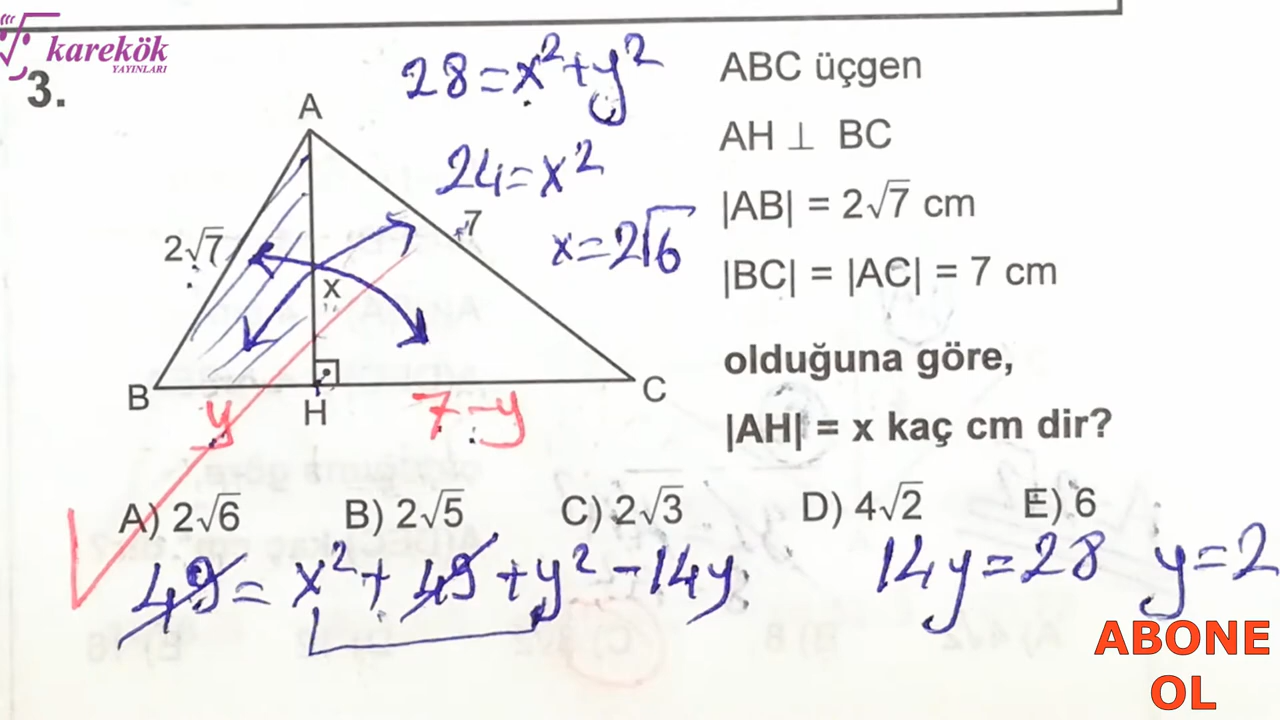 karekök
YAYINLARI
3.
28 = x² + y²
24 = x²
x = 2√6
A
2√7
7
x
B
H
C
y
7-y
ABC üçgen
AH ⊥ BC
|AB| = 2√7 cm
|BC| = |AC| = 7 cm
olduğuna göre,
|AH| = x kaç cm dir?
A) 2√6 B) 2√5 C) 2√3 D) 4√2 E) 6
49 = x² + 49 + y² - 14y
14y = 28 y = 2
ABONE
OL